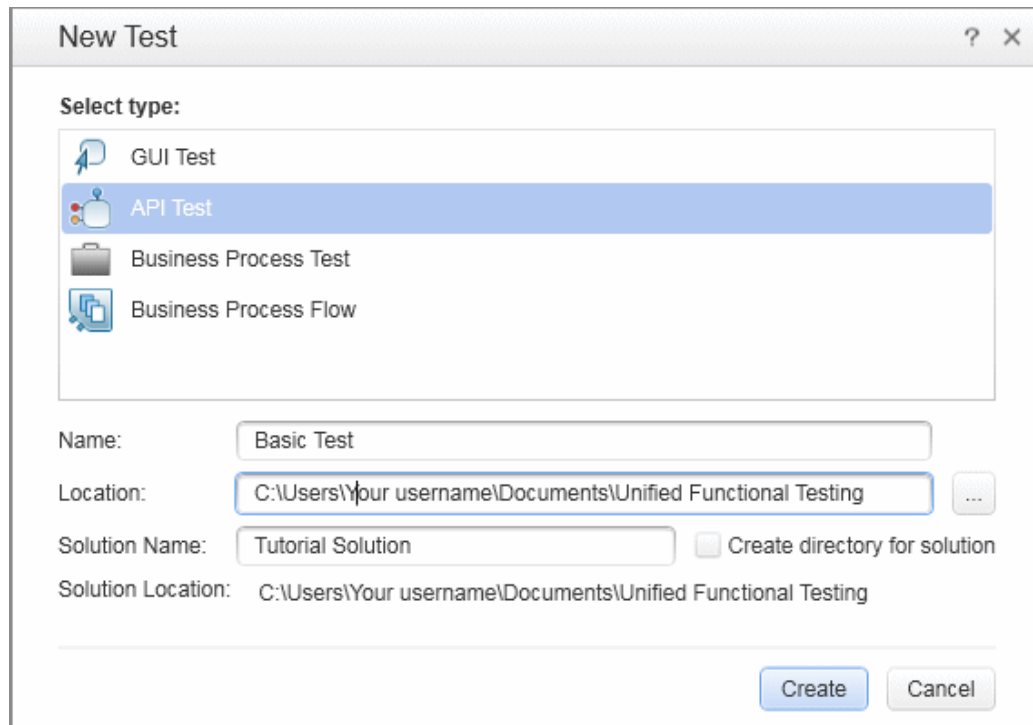 New Test ? ×
Select type:
GUI Test
API Test
Business Process Test
Business Process Flow
Name: Basic Test
Location: C:\Users\Your username\Documents\Unified Functional Testing ...
Solution Name: Tutorial Solution Create directory for solution
Solution Location: C:\Users\Your username\Documents\Unified Functional Testing
Create Cancel